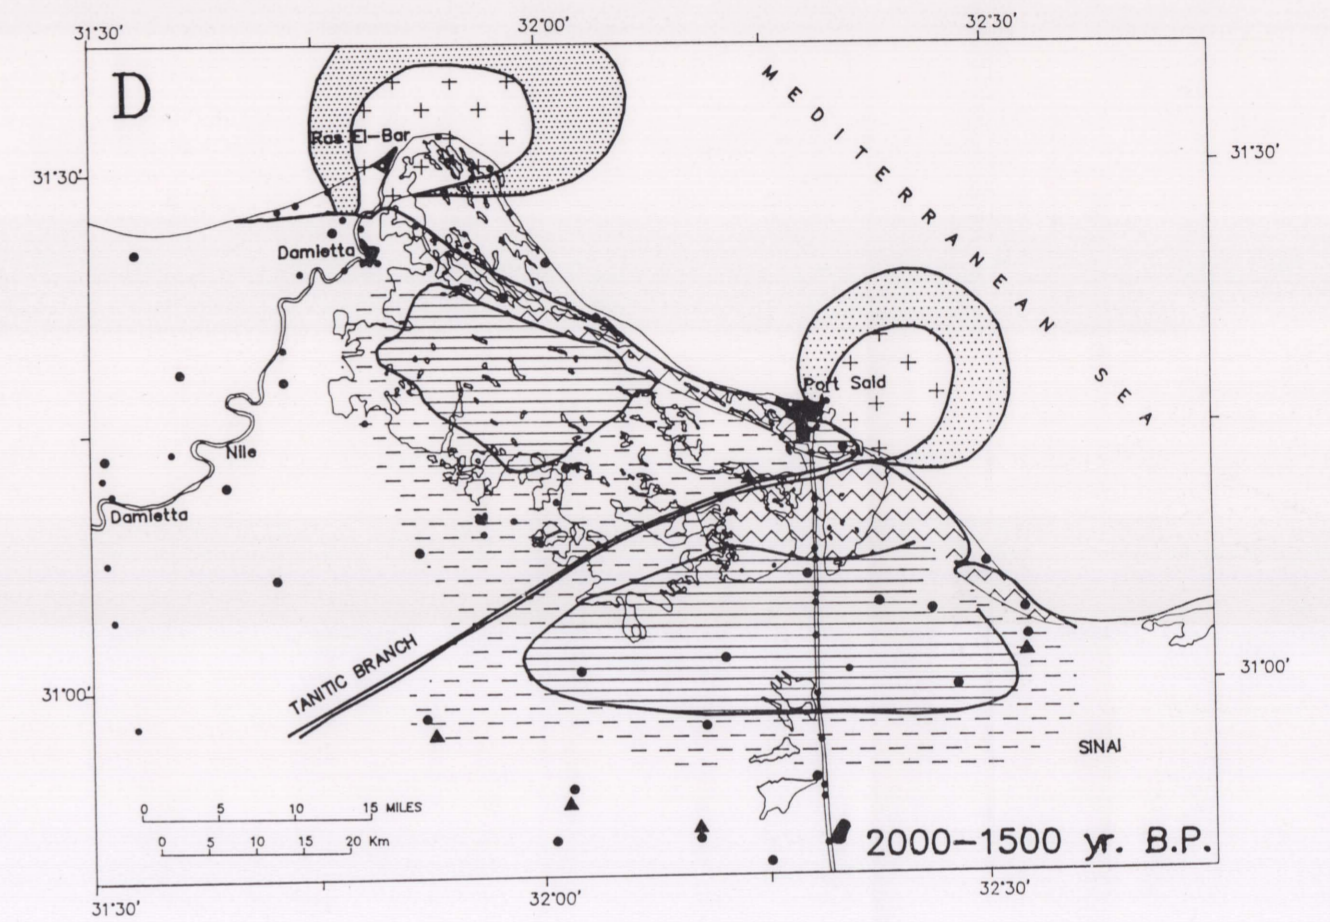 31°30′
32°00′
32°30′
D
MEDITERRANEAN SEA
Ras El-Bar
31°30′
31°30′
Damietta
Port Said
Nile
Damietta
TANITIC BRANCH
31°00′
31°00′
SINAI
0 5 10 15 MILES
0 5 10 15 20 Km
2000-1500 yr. B.P.
31°30′
32°00′
32°30′